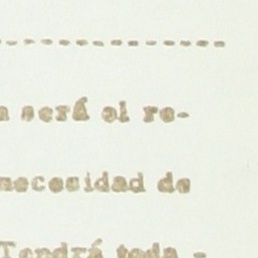 ---------------
será el re-
necesidad de
Tendrá toda -